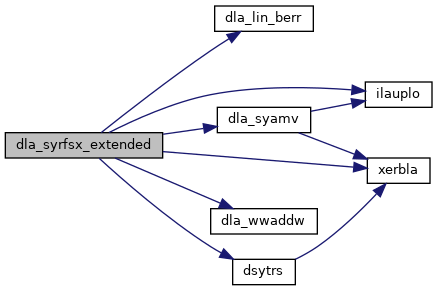 dla_lin_berr
ilauplo
dla_syamv
dla_syrfsx_extended
xerbla
dla_wwaddw
dsytrs